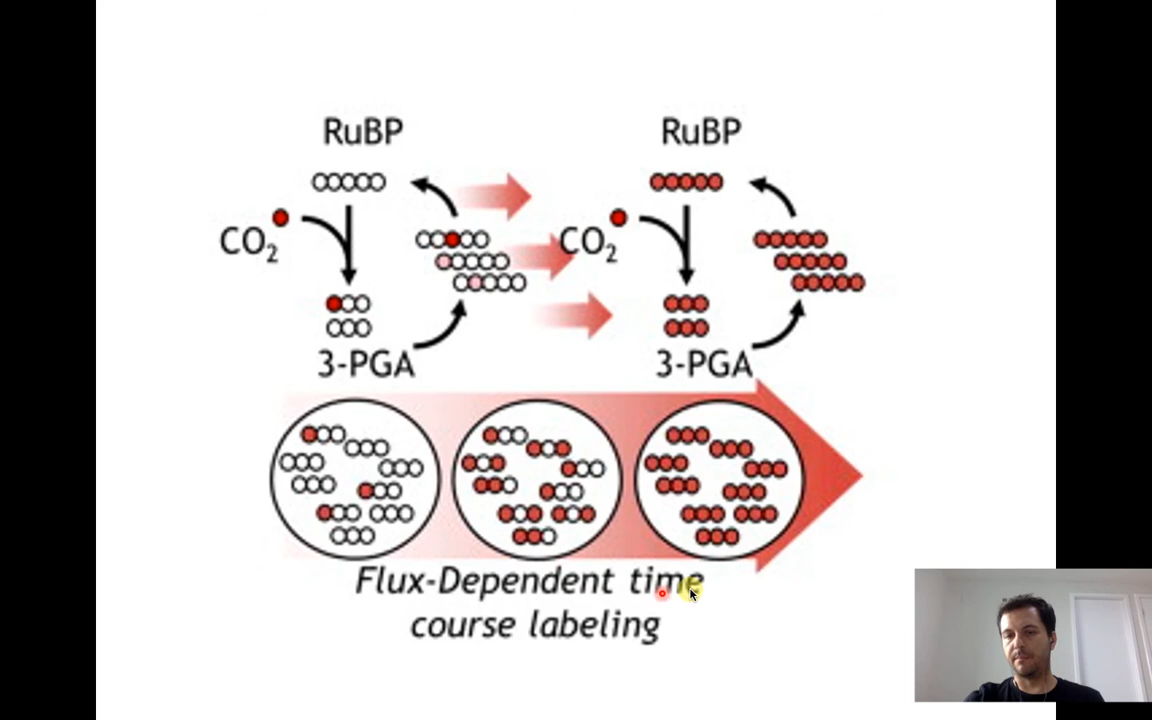 RuBP
RuBP
CO2
CO2
3-PGA
3-PGA
Flux-Dependent time
course labeling